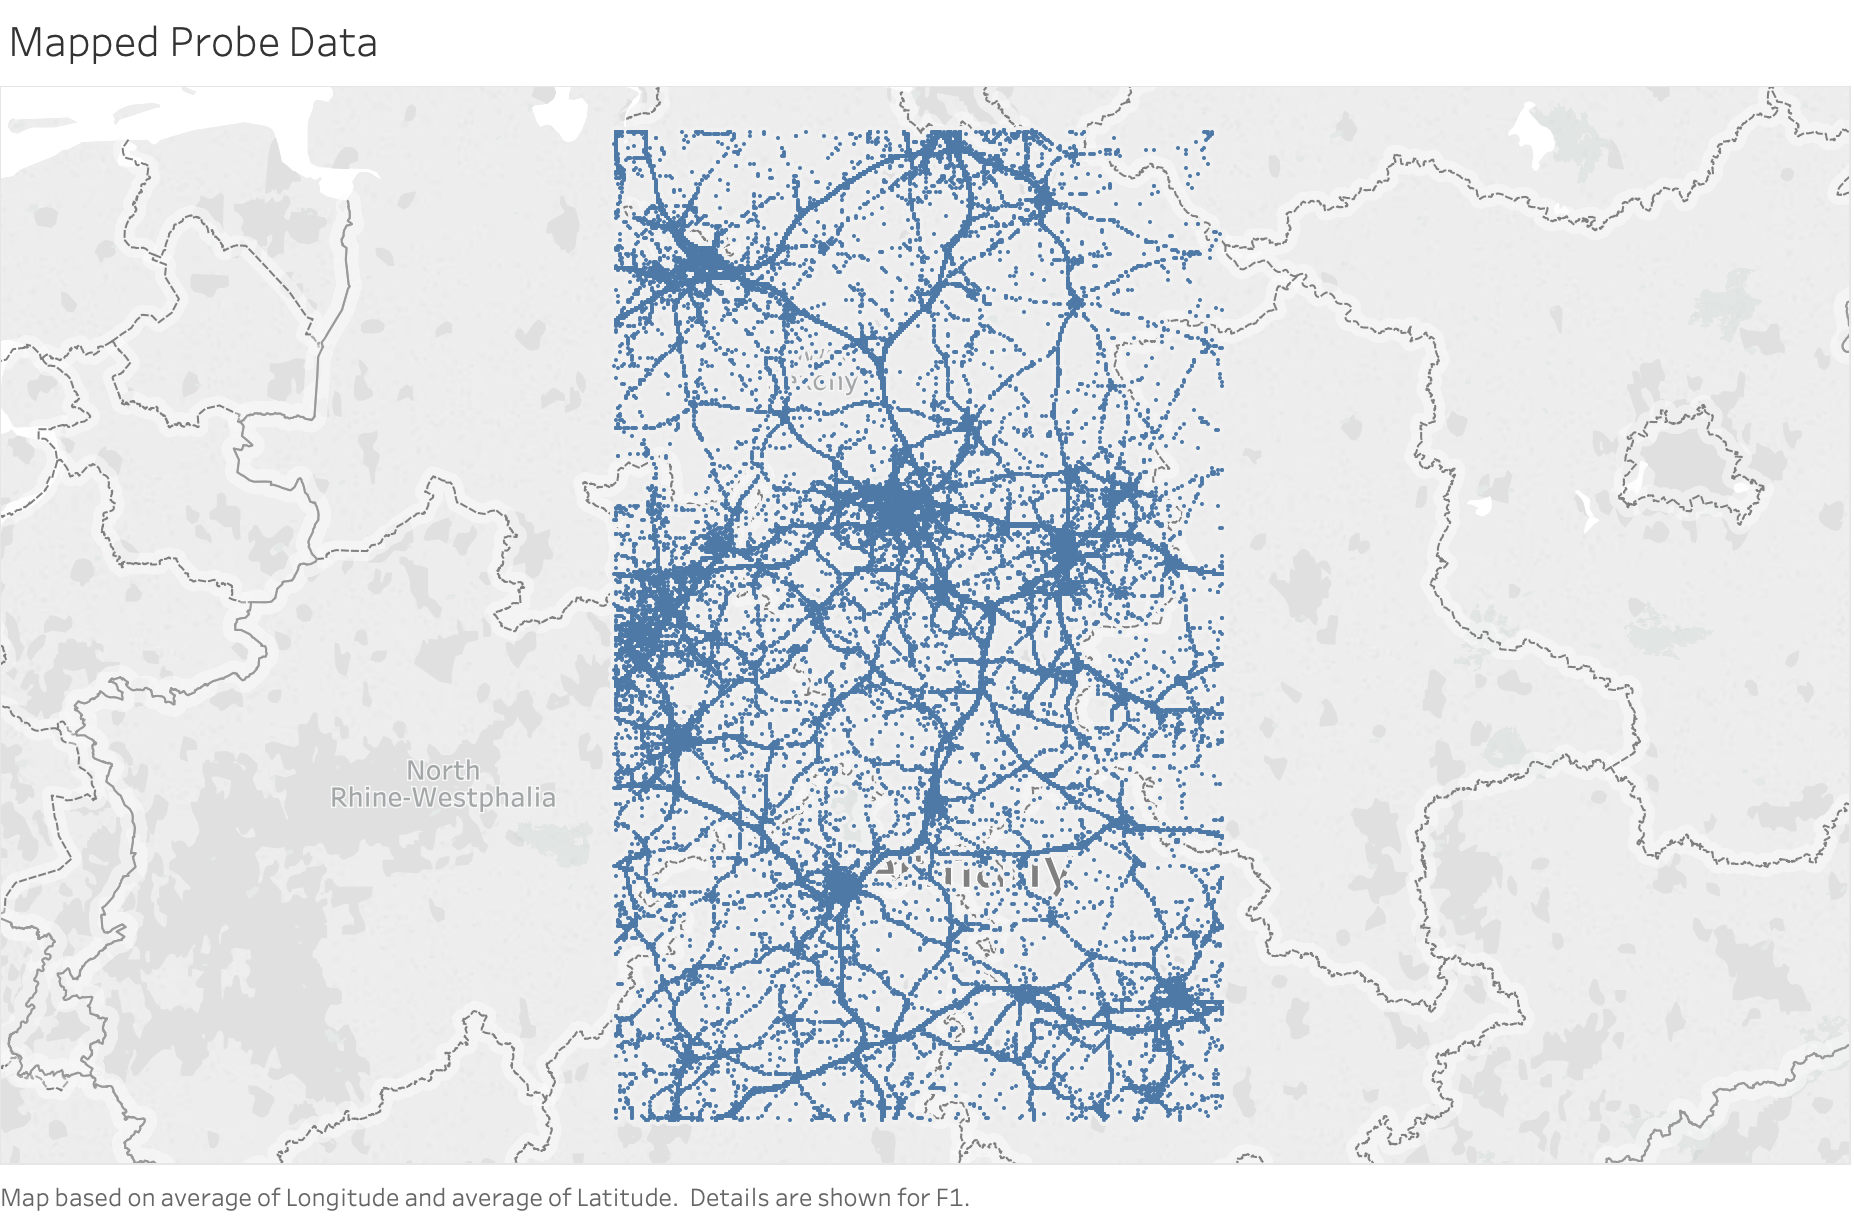 Mapped Probe Data
North
Rhine-Westphalia
Map based on average of Longitude and average of Latitude.  Details are shown for F1.